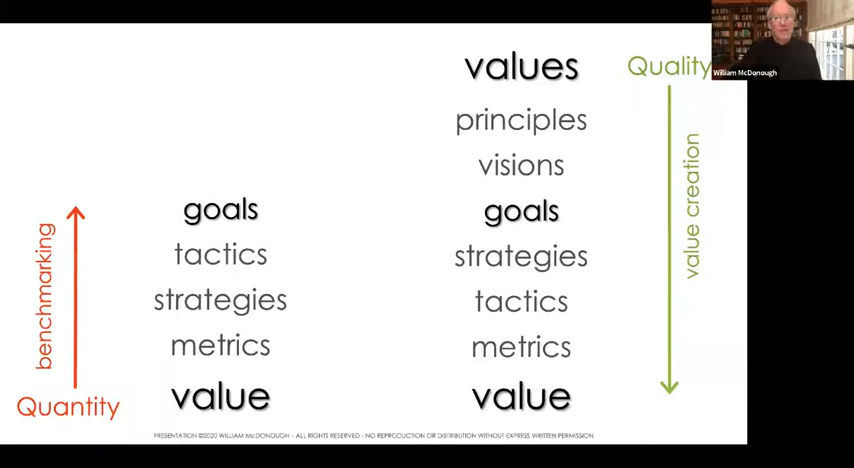 values
Quality
William McDonough
principles
visions
goals
goals
tactics
strategies
strategies
tactics
metrics
metrics
value
value
benchmarking
Quantity
value creation
PRESENTATION ©2020 WILLIAM McDONOUGH - ALL RIGHTS RESERVED - NO REPRODUCTION OR DISTRIBUTION WITHOUT EXPRESS WRITTEN PERMISSION